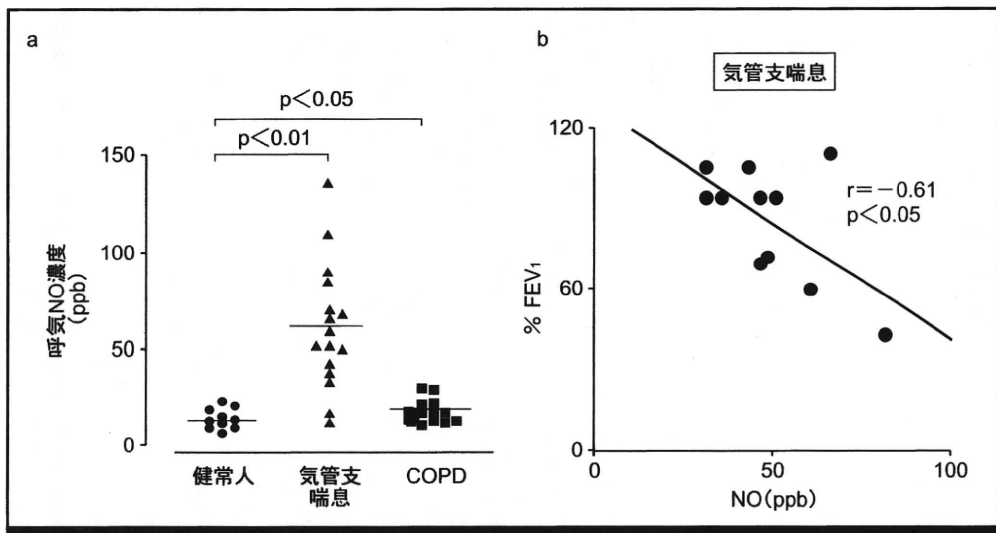 a
p<0.05
p<0.01
150
100
50
0
呼気NO濃度
(ppb)
健常人
気管支
喘息
COPD
b
気管支喘息
120
60
0
% FEV₁
r=−0.61
p<0.05
0
50
100
NO(ppb)